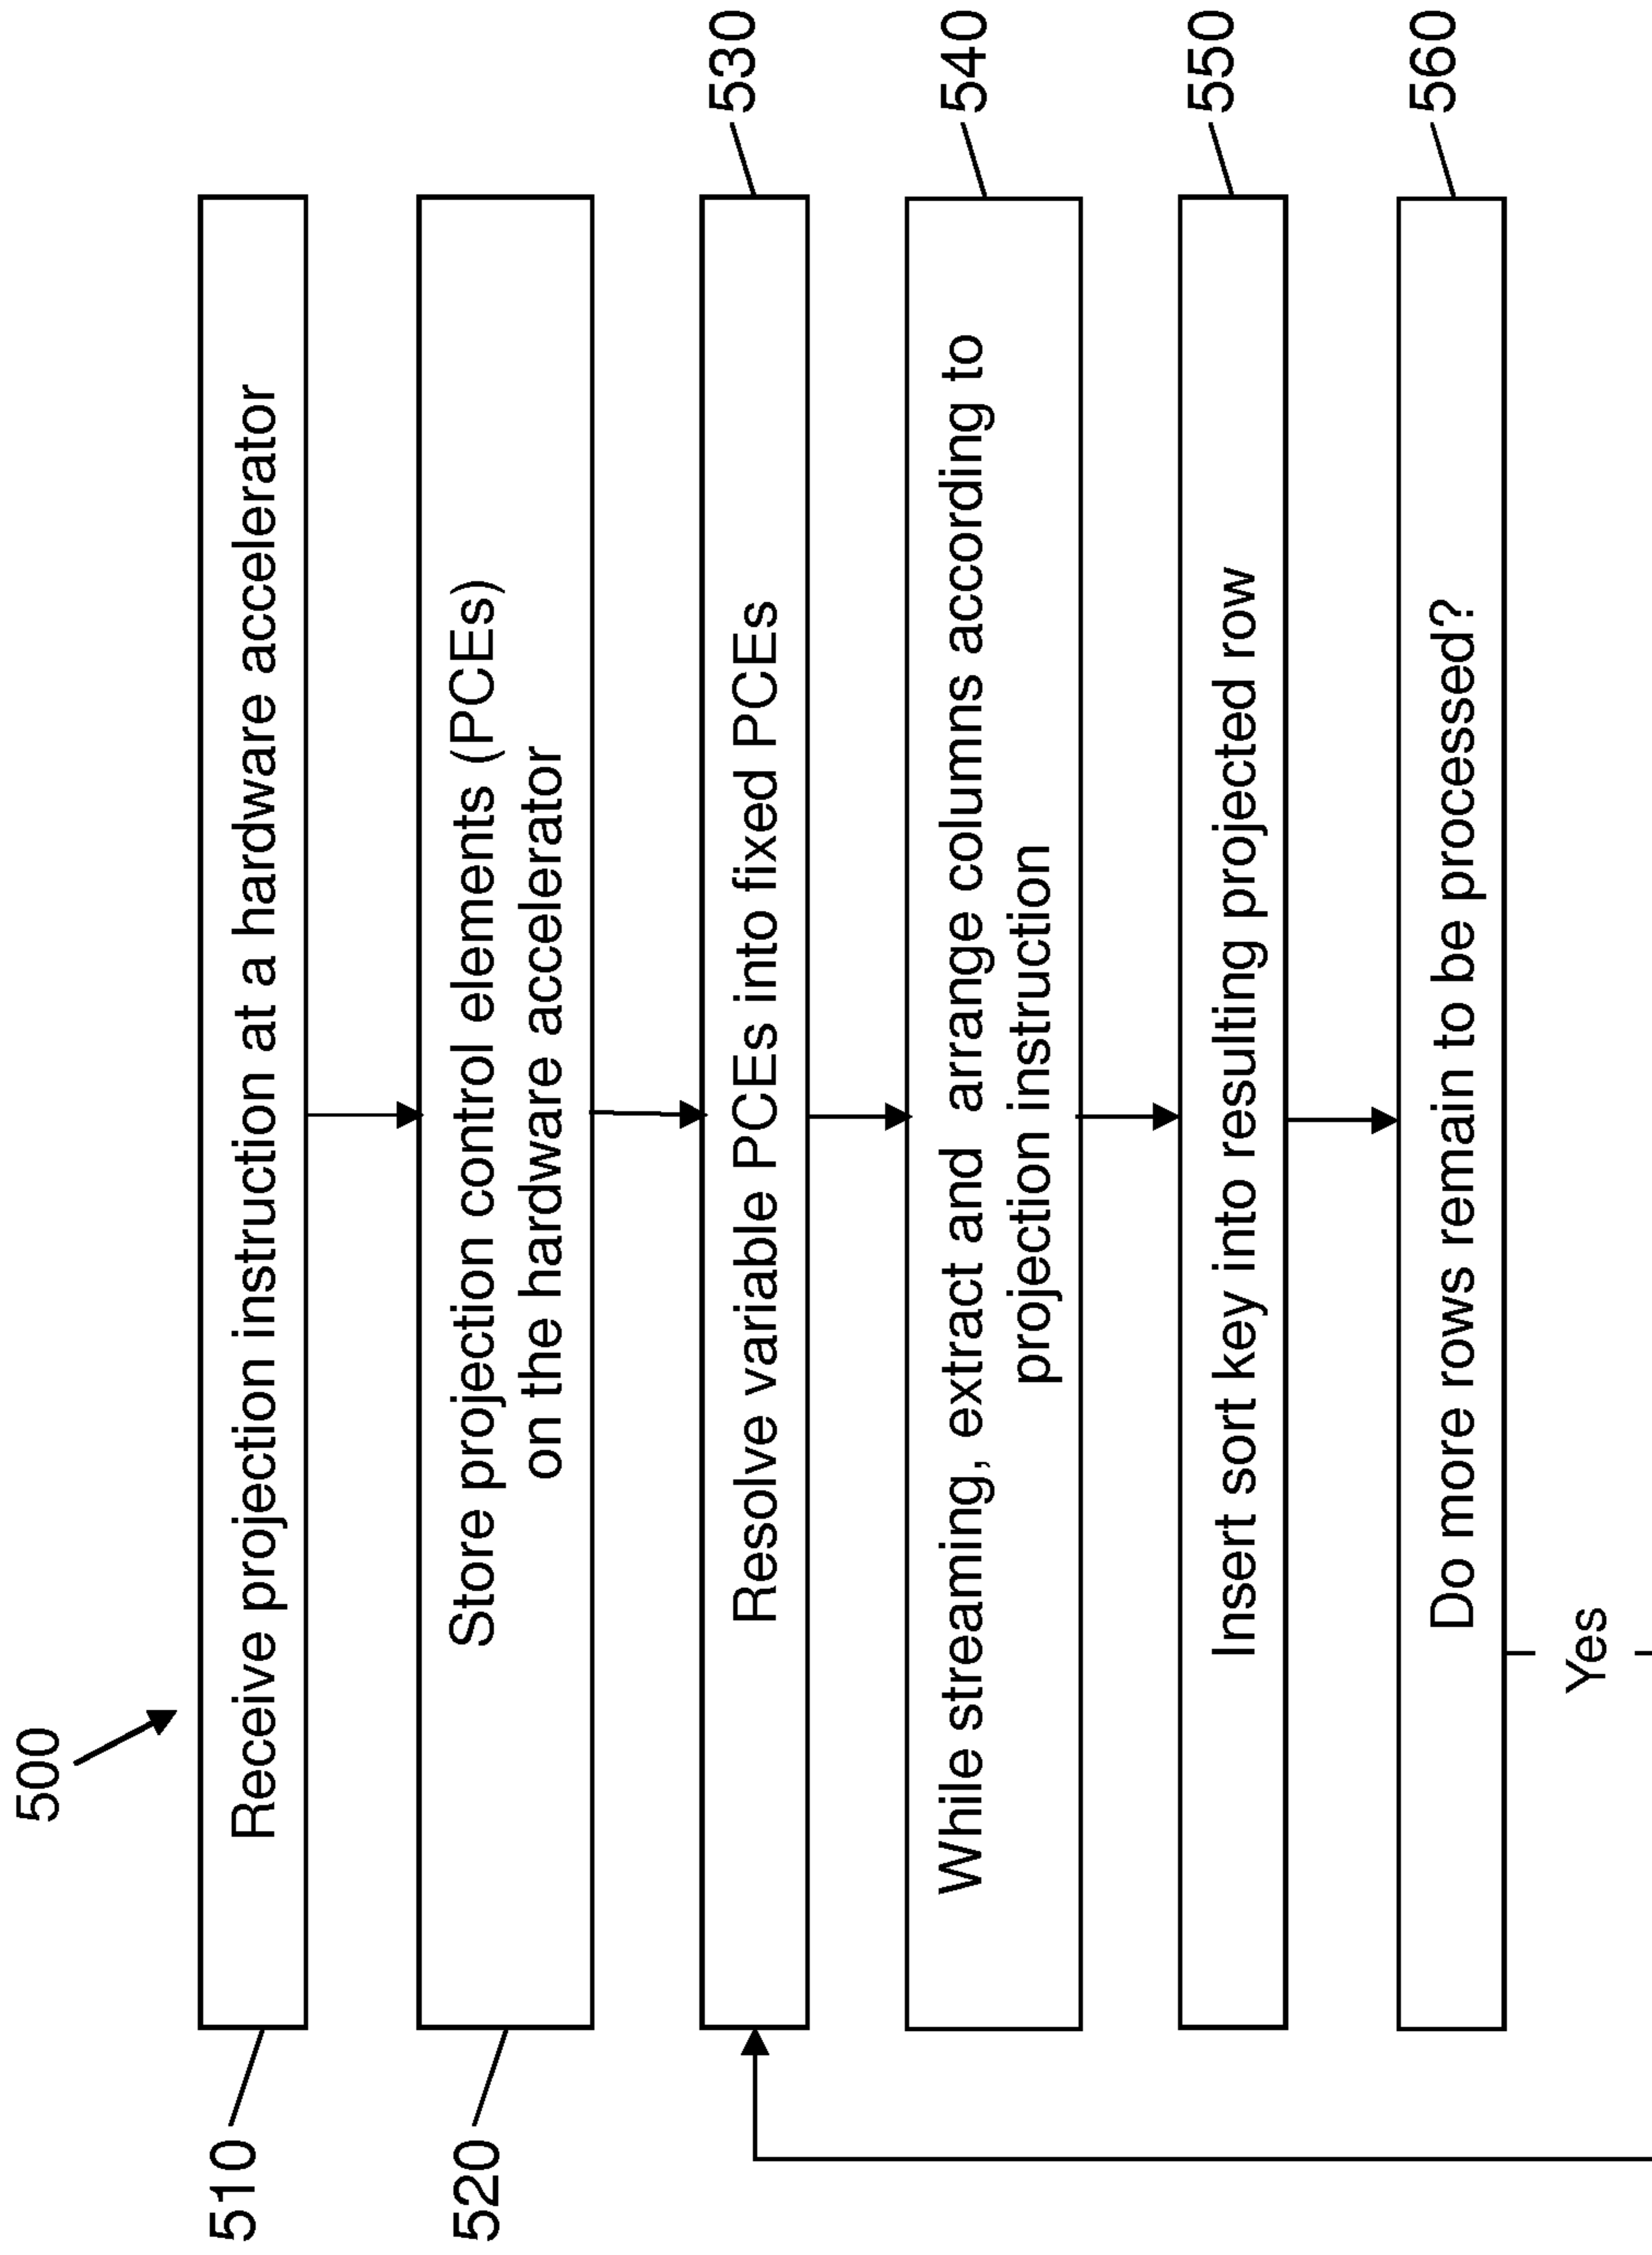 500
510
Receive projection instruction at a hardware accelerator
520
Store projection control elements (PCEs)
on the hardware accelerator
Resolve variable PCEs into fixed PCEs
530
While streaming, extract and arrange columns according to
projection instruction
540
Insert sort key into resulting projected row
550
Do more rows remain to be processed?
560
Yes